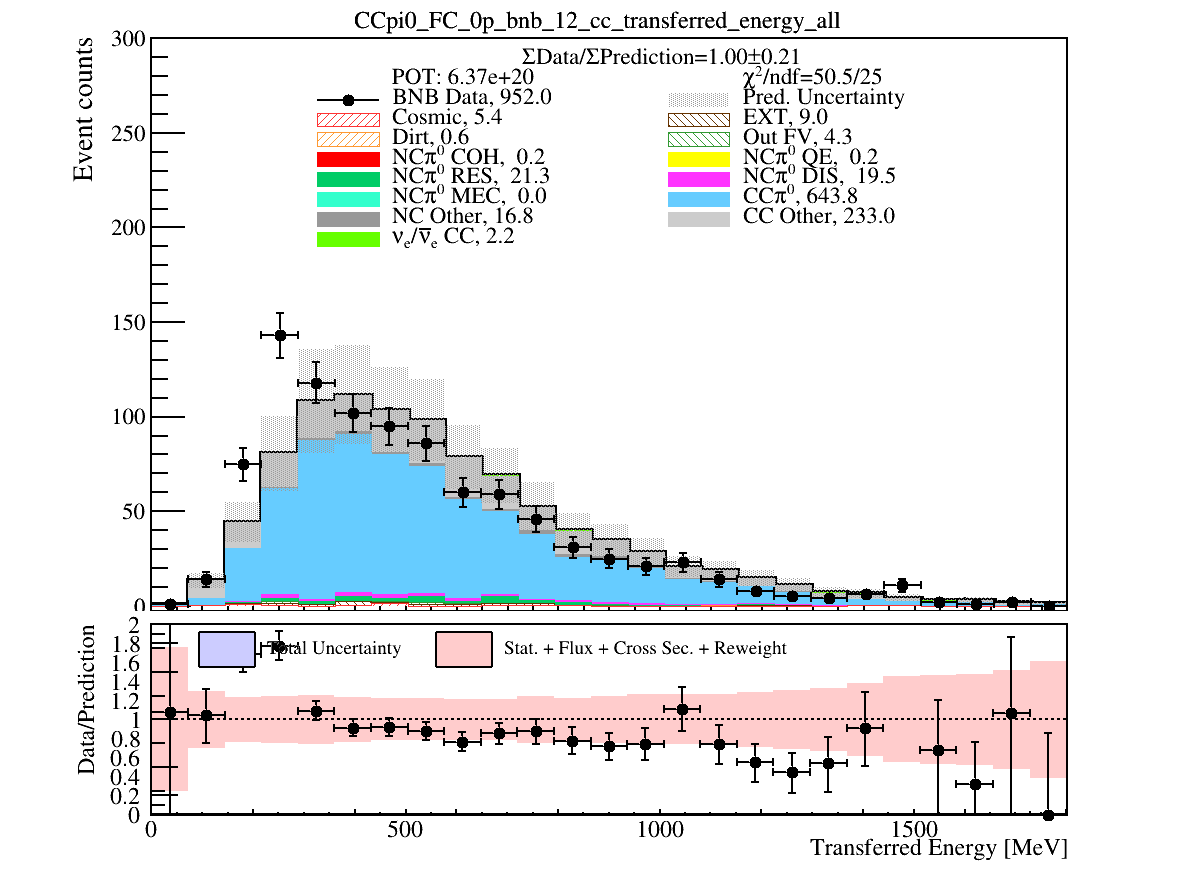 CCpi0_FC_0p_bnb_12_cc_transferred_energy_all
ΣData/ΣPrediction=1.00±0.21
POT: 6.37e+20
χ²/ndf=50.5/25
BNB Data, 952.0
Pred. Uncertainty
Cosmic, 5.4
EXT, 9.0
Dirt, 0.6
Out FV, 4.3
NCπ⁰ COH, 0.2
NCπ⁰ QE, 0.2
NCπ⁰ RES, 21.3
NCπ⁰ DIS, 19.5
NCπ⁰ MEC, 0.0
CCπ⁰, 643.8
NC Other, 16.8
CC Other, 233.0
νₑ/ν̅ₑ CC, 2.2
Event counts
300
250
200
150
100
50
0
Total Uncertainty
Stat. + Flux + Cross Sec. + Reweight
Data/Prediction
2
1.8
1.6
1.4
1.2
1
0.8
0.6
0.4
0.2
0
0 500 1000 1500
Transferred Energy [MeV]